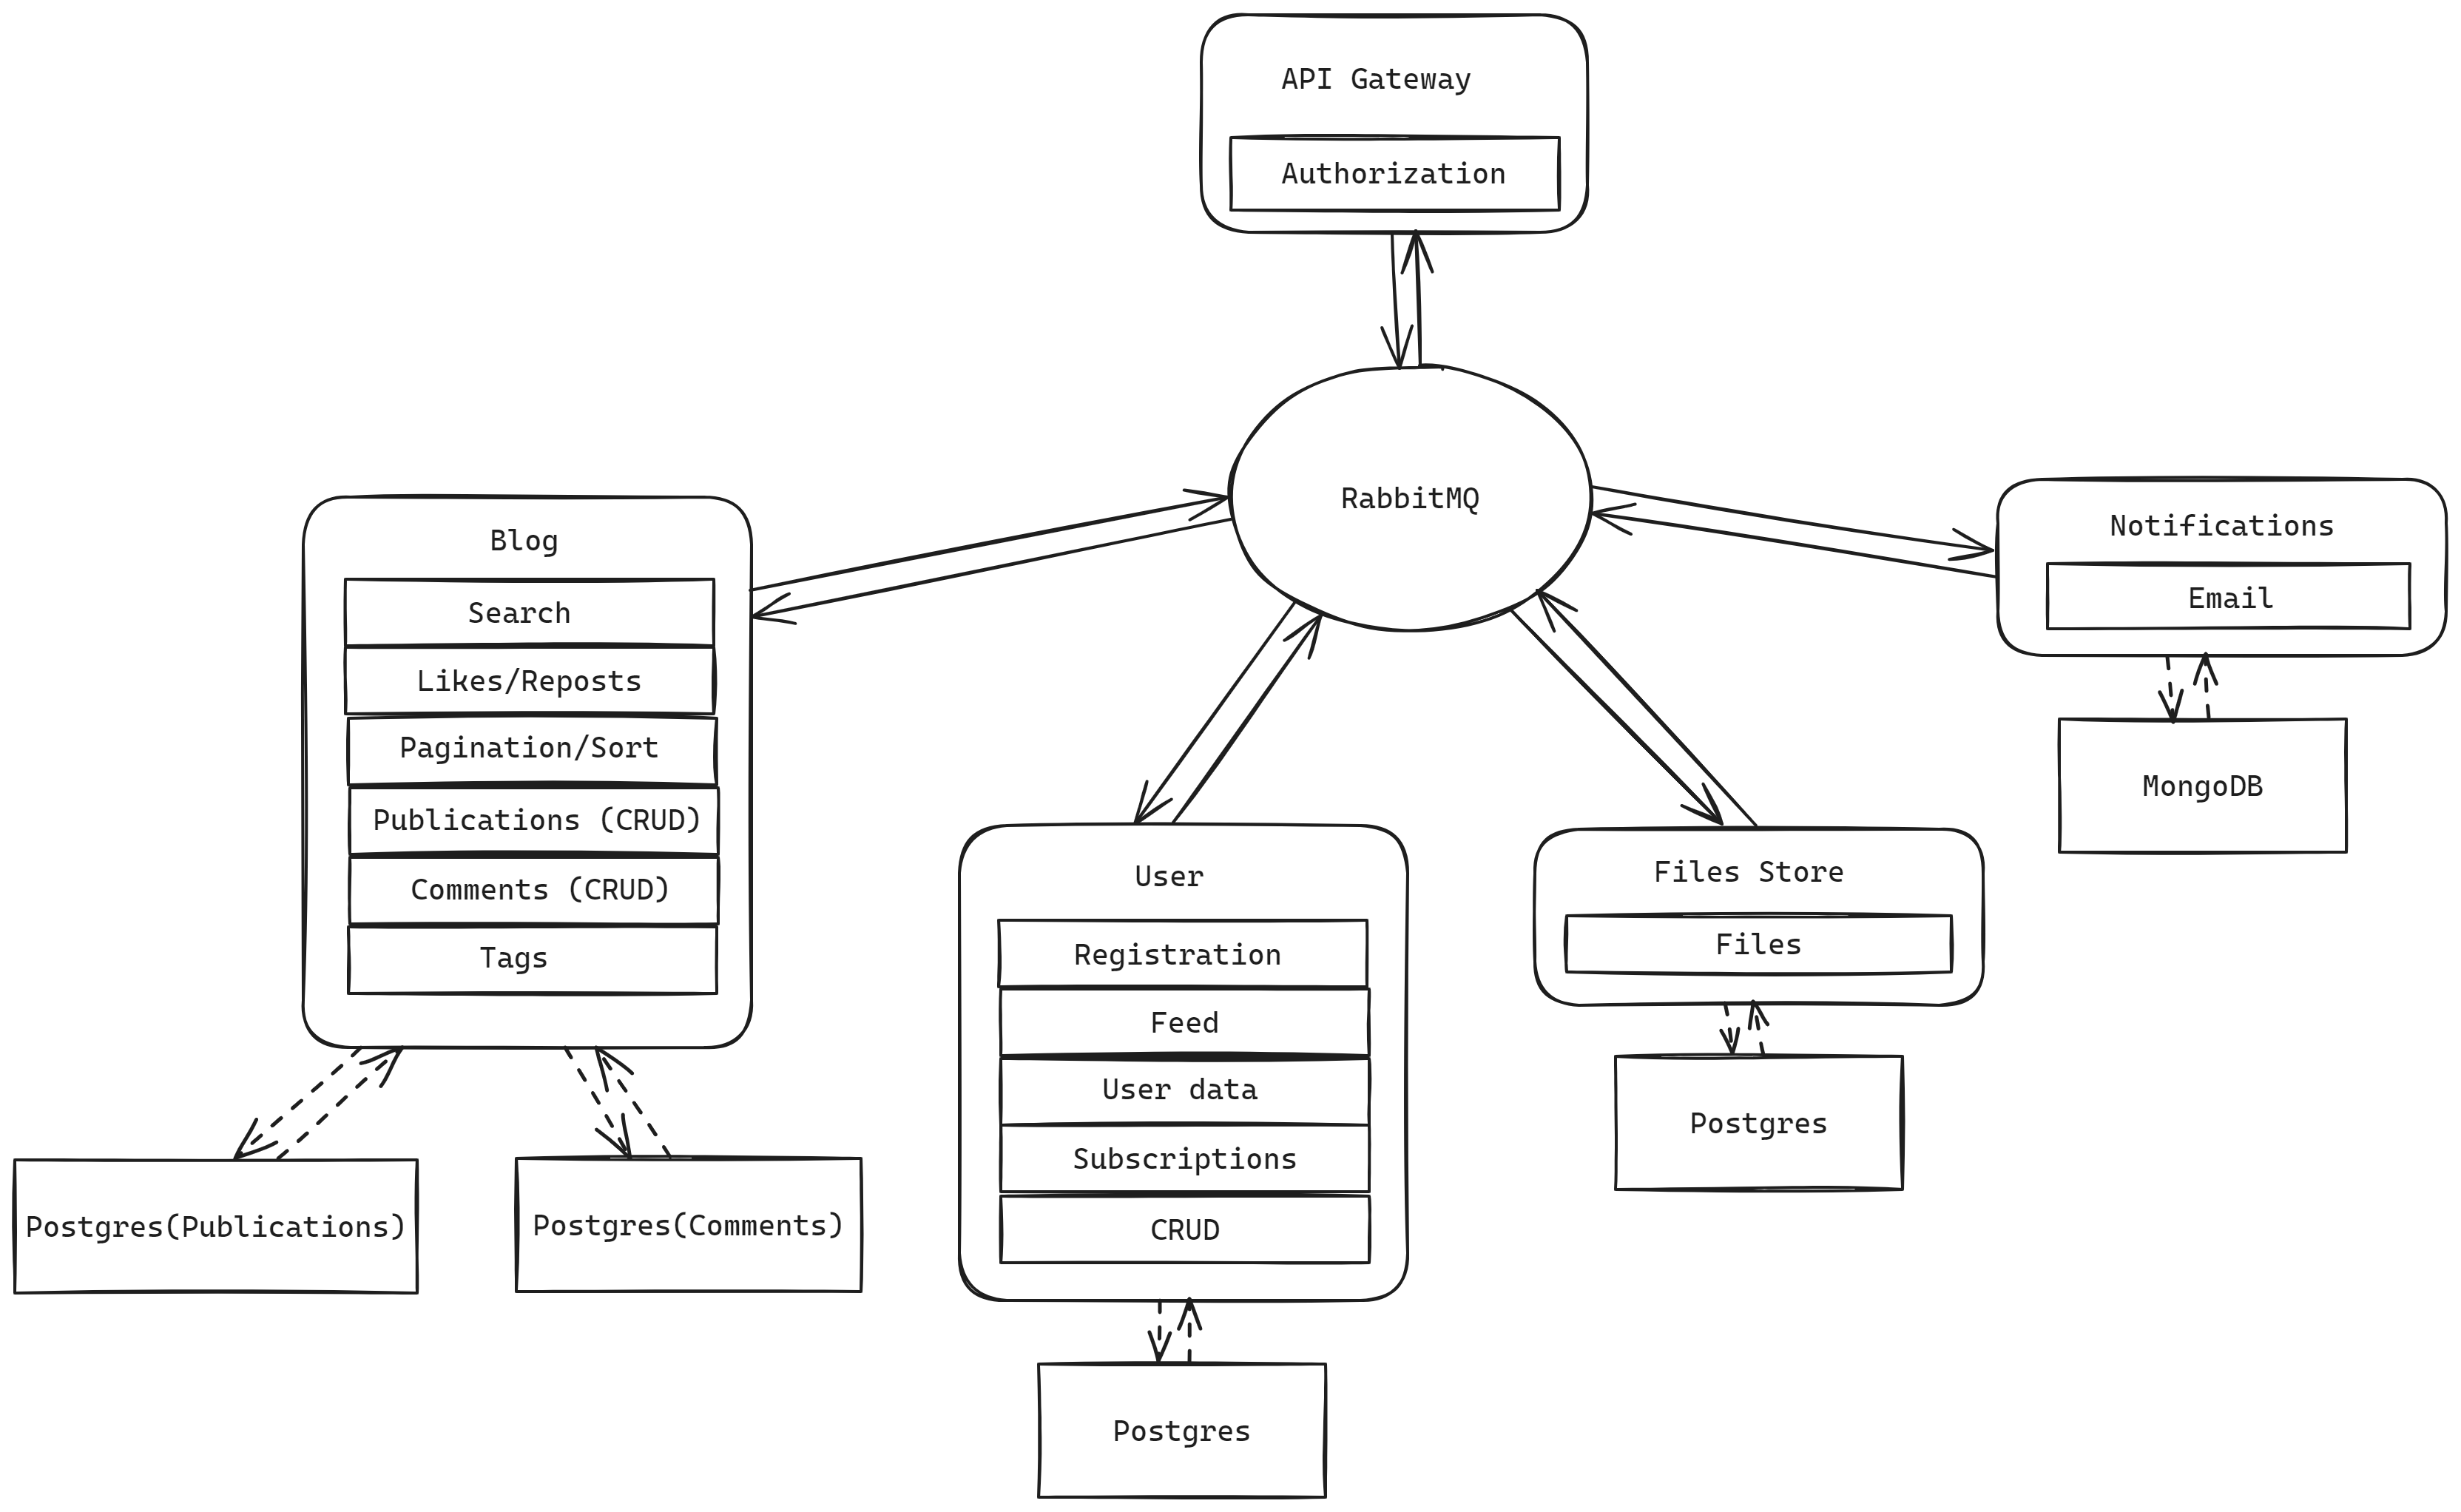 API Gateway
Authorization
RabbitMQ
Blog
Search
Likes/Reposts
Pagination/Sort
Publications (CRUD)
Comments (CRUD)
Tags
Postgres(Publications)
Postgres(Comments)
User
Registration
Feed
User data
Subscriptions
CRUD
Postgres
Files Store
Files
Postgres
Notifications
Email
MongoDB